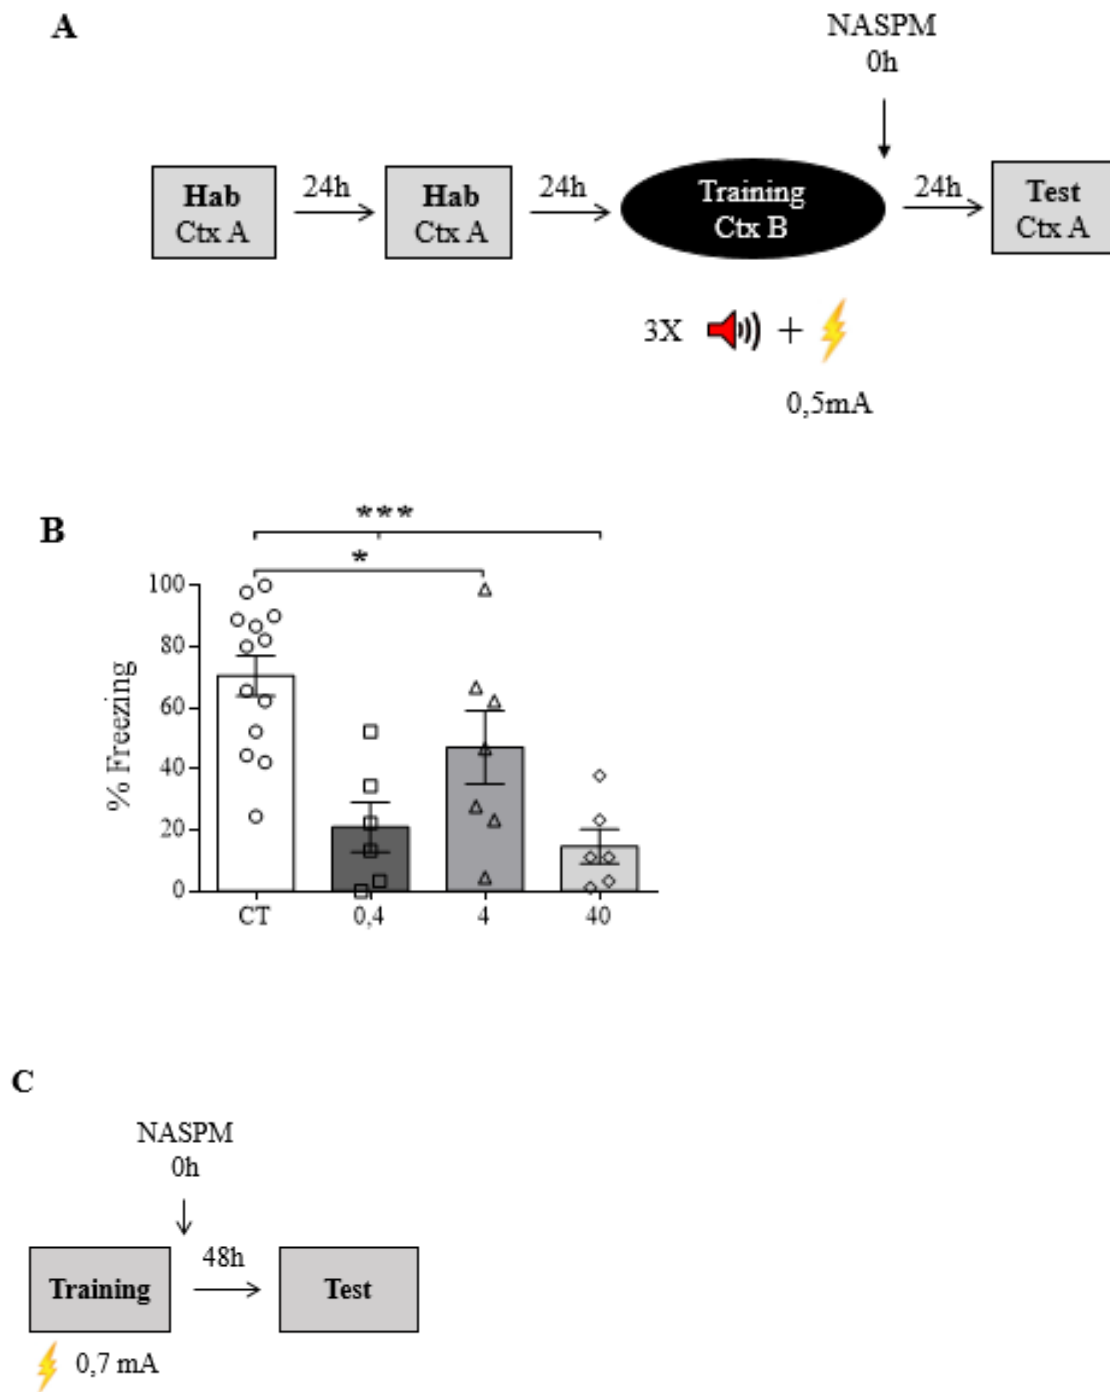 A
NASPM
0h
Hab
Ctx A
24h
Hab
Ctx A
24h
Training
Ctx B
24h
Test
Ctx A
3X
+
0,5mA
B
***
*
% Freezing
100
80
60
40
20
0
CT
0,4
4
40
C
NASPM
0h
Training
48h
Test
0,7 mA